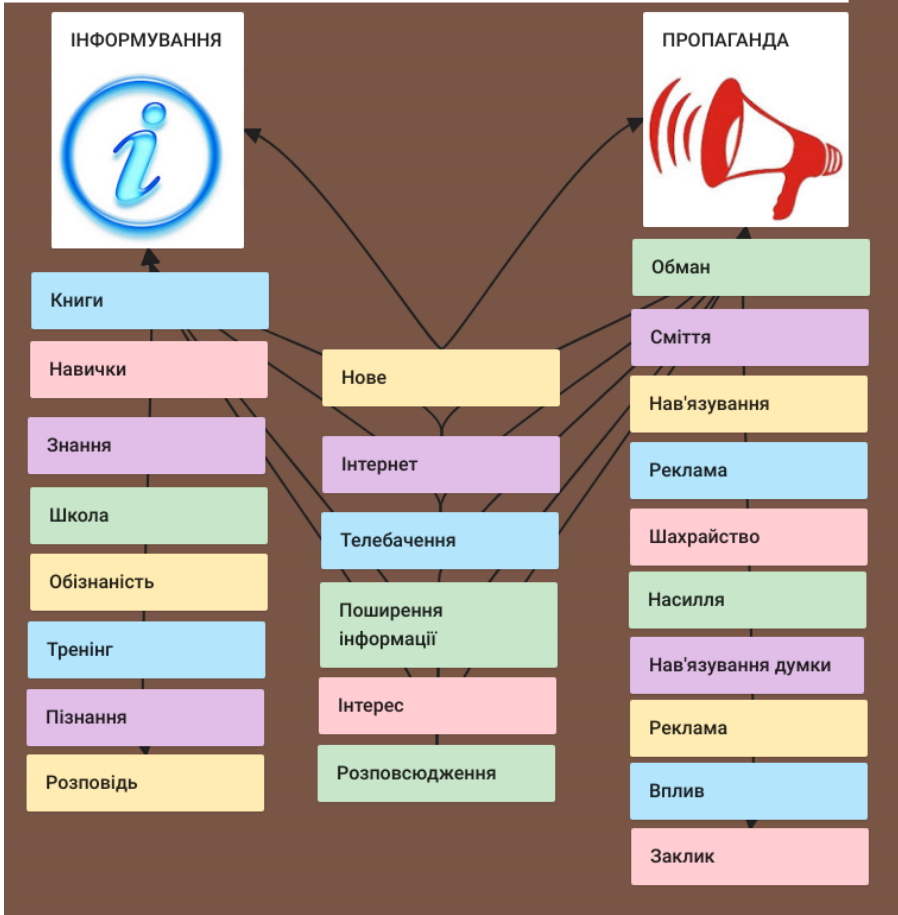 ІНФОРМУВАННЯ
Книги
Навички
Знання
Школа
Обізнаність
Тренінг
Пізнання
Розповідь
Нове
Інтернет
Телебачення
Поширення
інформації
Інтерес
Розповсюдження
ПРОПАГАНДА
Обман
Сміття
Нав'язування
Реклама
Шахрайство
Насилля
Нав'язування думки
Реклама
Вплив
Заклик